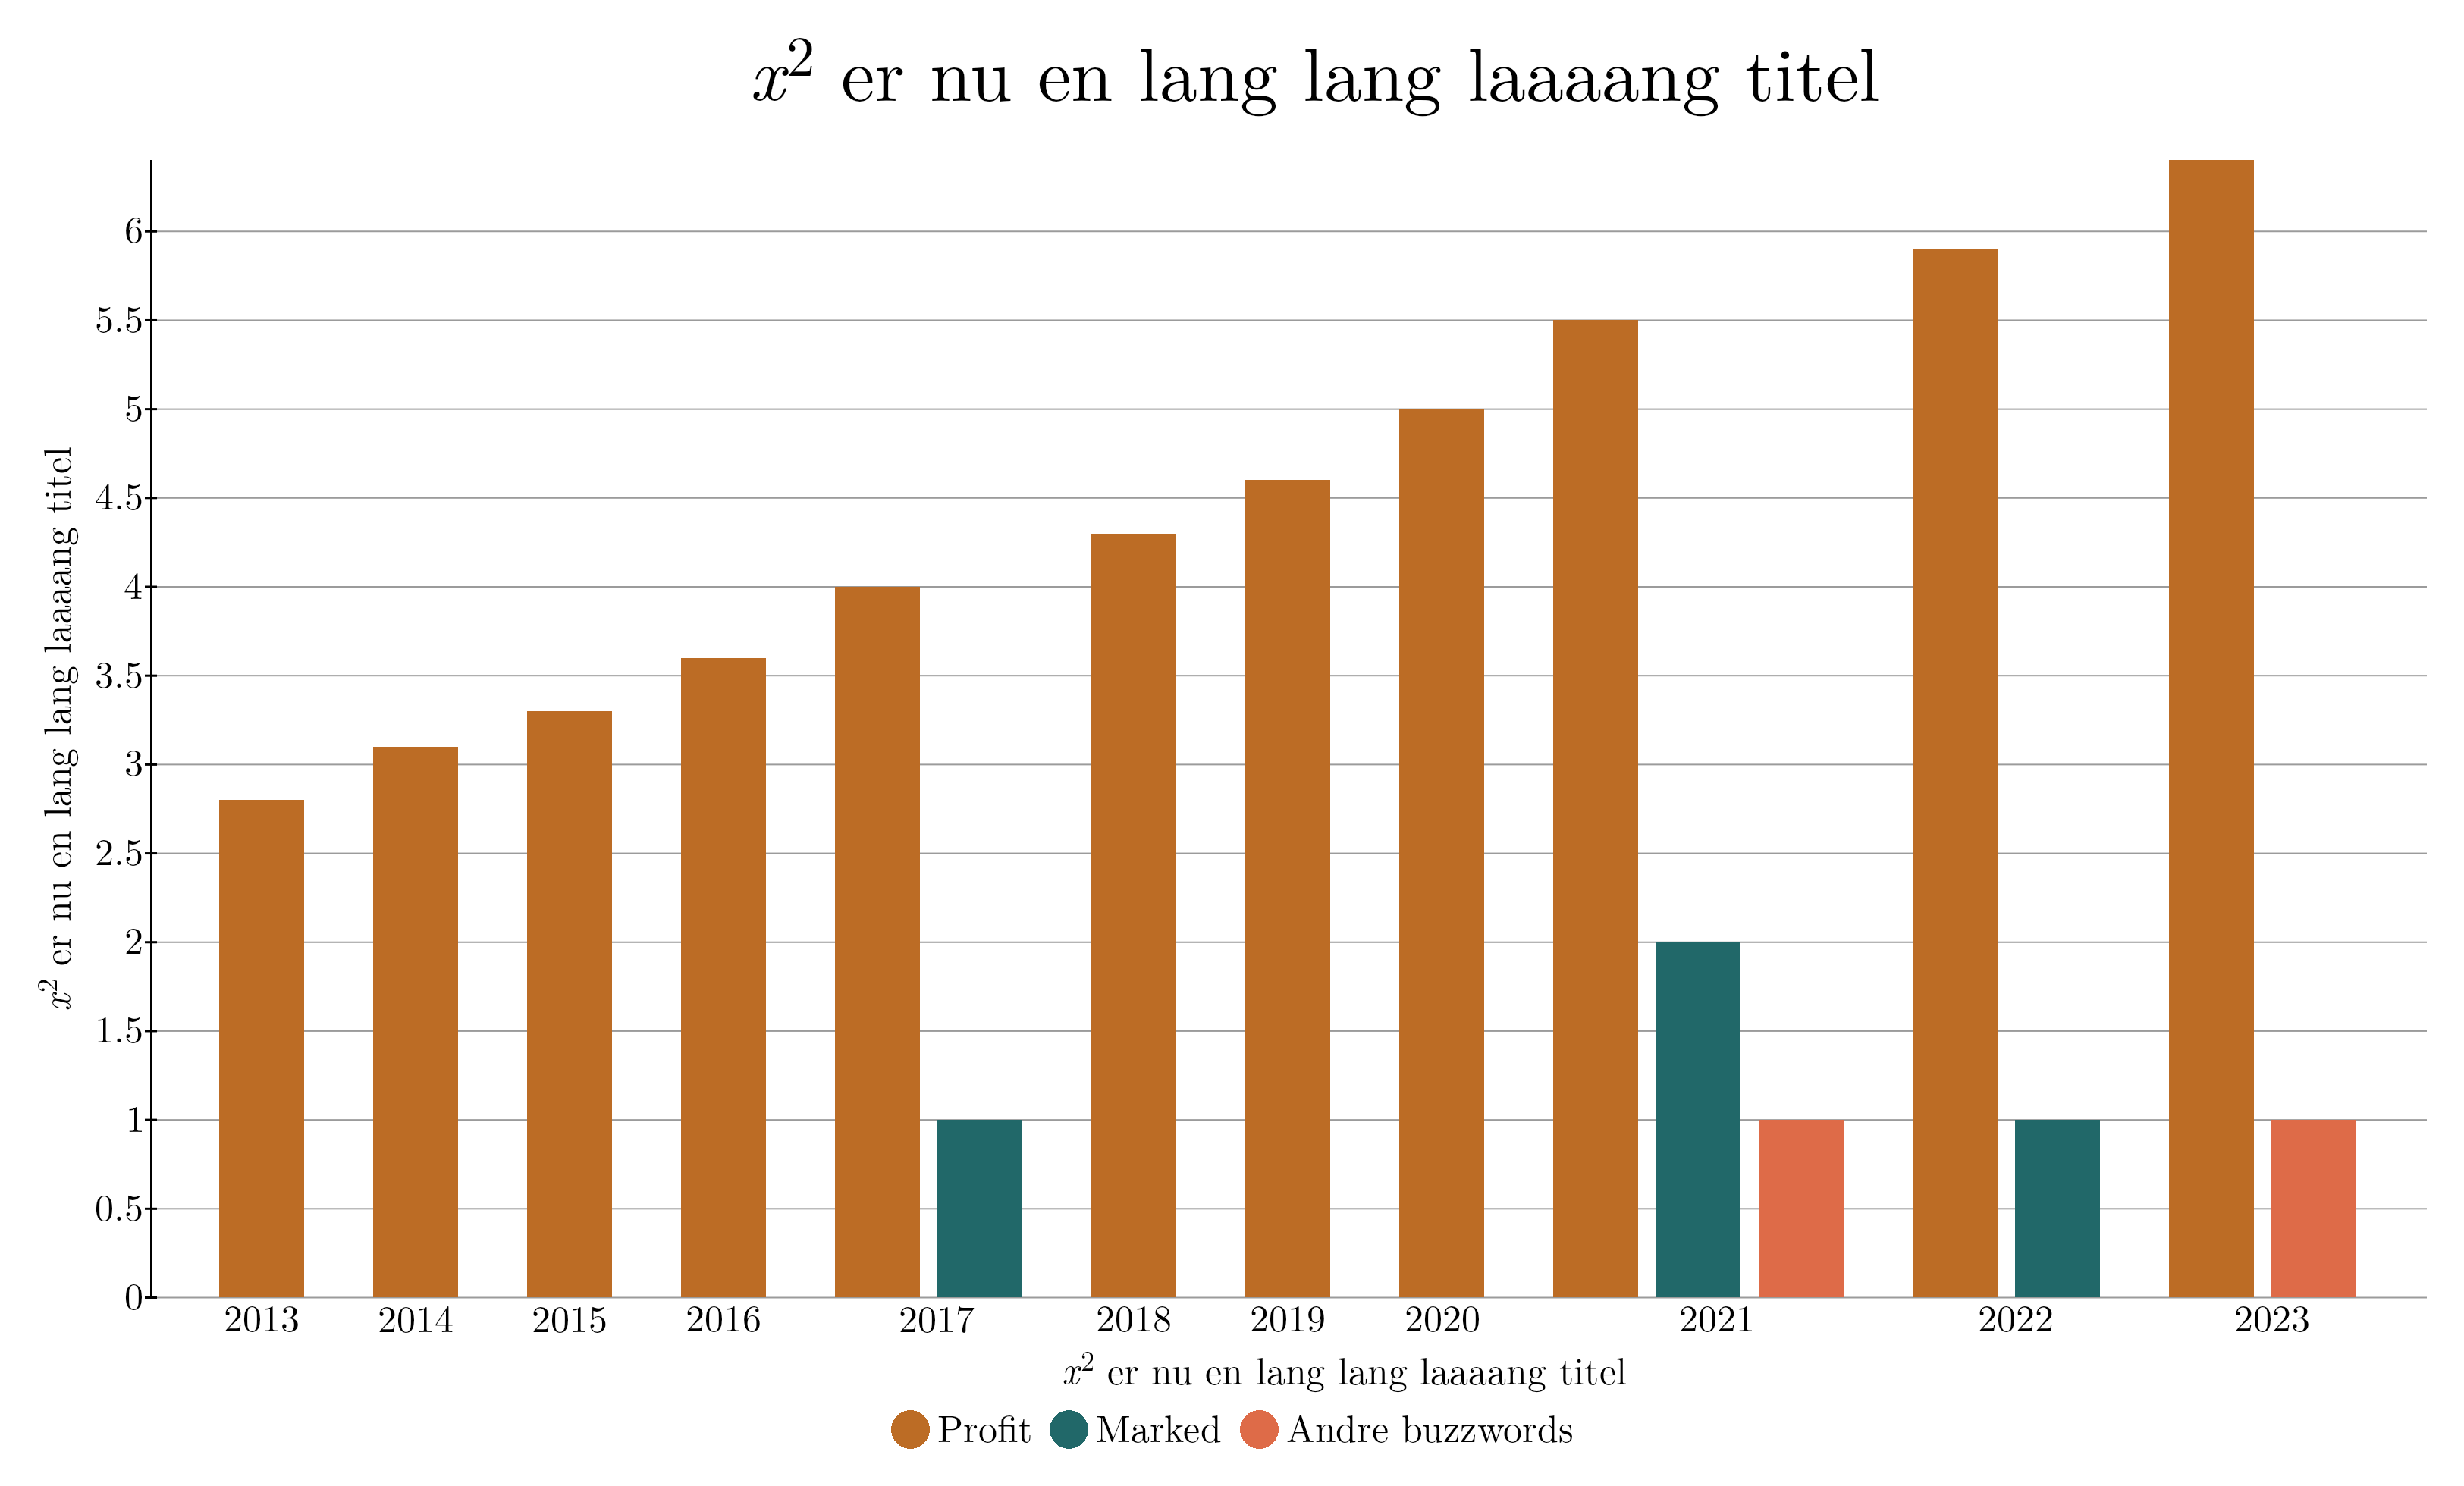 x² er nu en lang lang laaaang titel
x² er nu en lang lang laaaang titel
6
5.5
5
4.5
4
3.5
3
2.5
2
1.5
1
0.5
0
2013 2014 2015 2016 2017 2018 2019 2020 2021 2022 2023
x² er nu en lang lang laaaang titel
Profit Marked Andre buzzwords